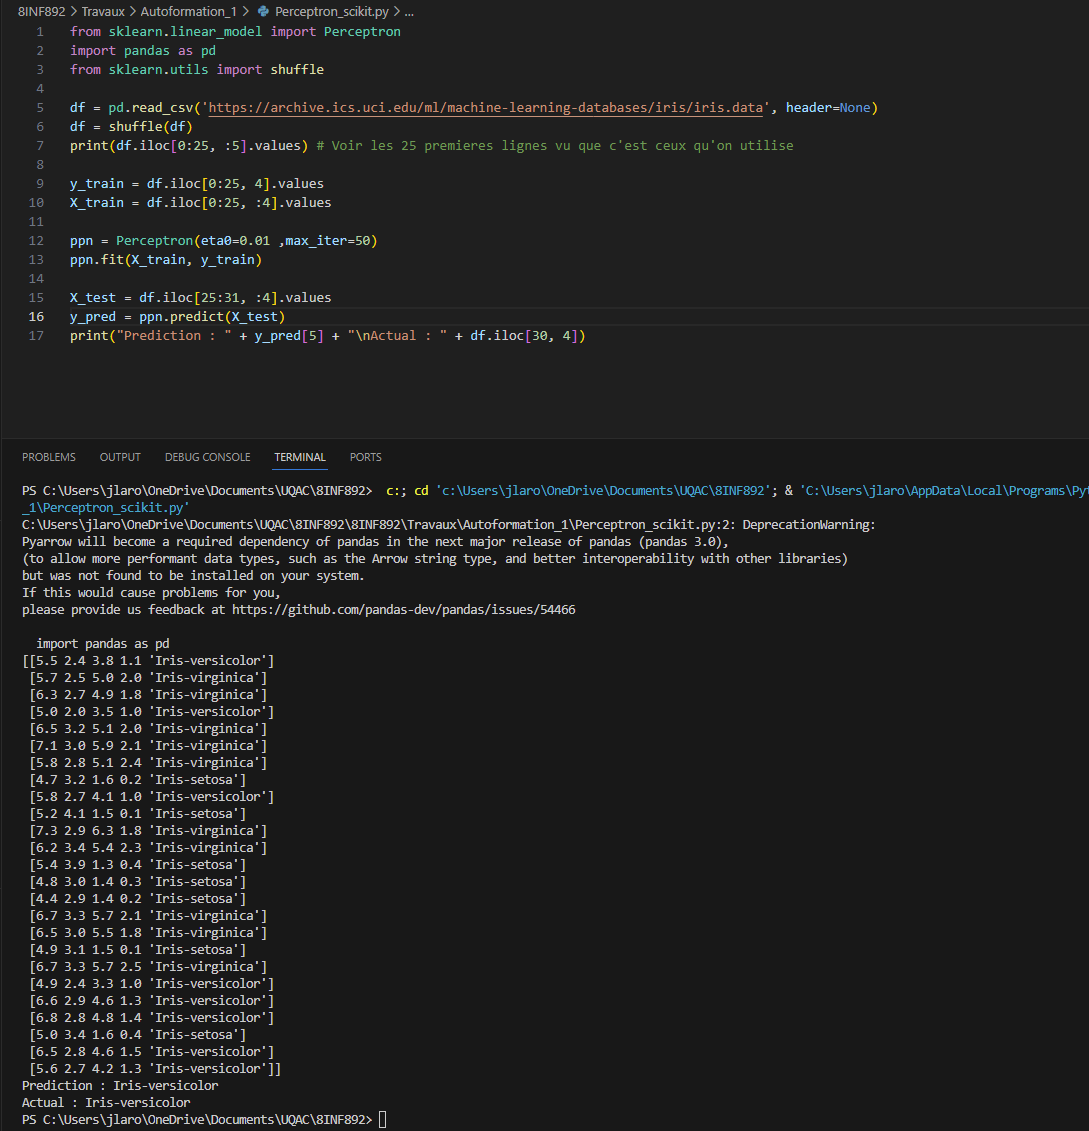 8INF892 > Travaux > Autoformation_1 > Perceptron_scikit.py > ...
1 from sklearn.linear_model import Perceptron
2 import pandas as pd
3 from sklearn.utils import shuffle
4
5 df = pd.read_csv('https://archive.ics.uci.edu/ml/machine-learning-databases/iris/iris.data', header=None)
6 df = shuffle(df)
7 print(df.iloc[0:25, :5].values) # Voir les 25 premieres lignes vu que c'est ceux qu'on utilise
8
9 y_train = df.iloc[0:25, 4].values
10 X_train = df.iloc[0:25, :4].values
11
12 ppn = Perceptron(eta0=0.01 ,max_iter=50)
13 ppn.fit(X_train, y_train)
14
15 X_test = df.iloc[25:31, :4].values
16 y_pred = ppn.predict(X_test)
17 print("Prediction : " + y_pred[5] + "\nActual : " + df.iloc[30, 4])
PROBLEMS OUTPUT DEBUG CONSOLE TERMINAL PORTS
PS C:\Users\jlaro\OneDrive\Documents\UQAC\8INF892> c:; cd 'c:\Users\jlaro\OneDrive\Documents\UQAC\8INF892'; & 'C:\Users\jlaro\AppData\Local\Programs\Pyt
_1\Perceptron_scikit.py'
C:\Users\jlaro\OneDrive\Documents\UQAC\8INF892\8INF892\Travaux\Autoformation_1\Perceptron_scikit.py:2: DeprecationWarning:
Pyarrow will become a required dependency of pandas in the next major release of pandas (pandas 3.0),
(to allow more performant data types, such as the Arrow string type, and better interoperability with other libraries)
but was not found to be installed on your system.
If this would cause problems for you,
please provide us feedback at https://github.com/pandas-dev/pandas/issues/54466

import pandas as pd
[[5.5 2.4 3.8 1.1 'Iris-versicolor']
[5.7 2.5 5.0 2.0 'Iris-virginica']
[6.3 2.7 4.9 1.8 'Iris-virginica']
[5.0 2.0 3.5 1.0 'Iris-versicolor']
[6.5 3.2 5.1 2.0 'Iris-virginica']
[7.1 3.0 5.9 2.1 'Iris-virginica']
[5.8 2.8 5.1 2.4 'Iris-virginica']
[4.7 3.2 1.6 0.2 'Iris-setosa']
[5.8 2.7 4.1 1.0 'Iris-versicolor']
[5.2 4.1 1.5 0.1 'Iris-setosa']
[7.3 2.9 6.3 1.8 'Iris-virginica']
[6.2 3.4 5.4 2.3 'Iris-virginica']
[5.4 3.9 1.3 0.4 'Iris-setosa']
[4.8 3.0 1.4 0.3 'Iris-setosa']
[4.4 2.9 1.4 0.2 'Iris-setosa']
[6.7 3.3 5.7 2.1 'Iris-virginica']
[6.5 3.0 5.5 1.8 'Iris-virginica']
[4.9 3.1 1.5 0.1 'Iris-setosa']
[6.7 3.3 5.7 2.5 'Iris-virginica']
[4.9 2.4 3.3 1.0 'Iris-versicolor']
[6.6 2.9 4.6 1.3 'Iris-versicolor']
[6.8 2.8 4.8 1.4 'Iris-versicolor']
[5.0 3.4 1.6 0.4 'Iris-setosa']
[6.5 2.8 4.6 1.5 'Iris-versicolor']
[5.6 2.7 4.2 1.3 'Iris-versicolor']]
Prediction : Iris-versicolor
Actual : Iris-versicolor
PS C:\Users\jlaro\OneDrive\Documents\UQAC\8INF892>